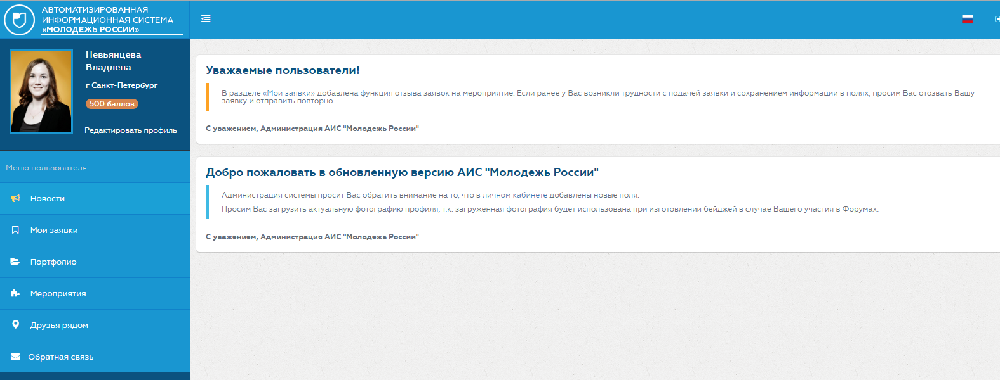 АВТОМАТИЗИРОВАННАЯ
ИНФОРМАЦИОННАЯ СИСТЕМА
«МОЛОДЕЖЬ РОССИИ»
Невьянцева
Владлена
г Санкт-Петербург
500 баллов
Редактировать профиль
Меню пользователя
Новости
Мои заявки
Портфолио
Мероприятия
Друзья рядом
Обратная связь
Уважаемые пользователи!
В разделе «Мои заявки» добавлена функция отзыва заявок на мероприятие. Если ранее у Вас возникли трудности с подачей заявки и сохранением информации в полях, просим Вас отозвать Вашу
заявку и отправить повторно.
С уважением, Администрация АИС "Молодежь России"
Добро пожаловать в обновленную версию АИС "Молодежь России"
Администрация системы просит Вас обратить внимание на то, что в личном кабинете добавлены новые поля.
Просим Вас загрузить актуальную фотографию профиля, т.к. загруженная фотография будет использована при изготовлении бейджей в случае Вашего участия в Форумах.
С уважением, Администрация АИС "Молодежь России"